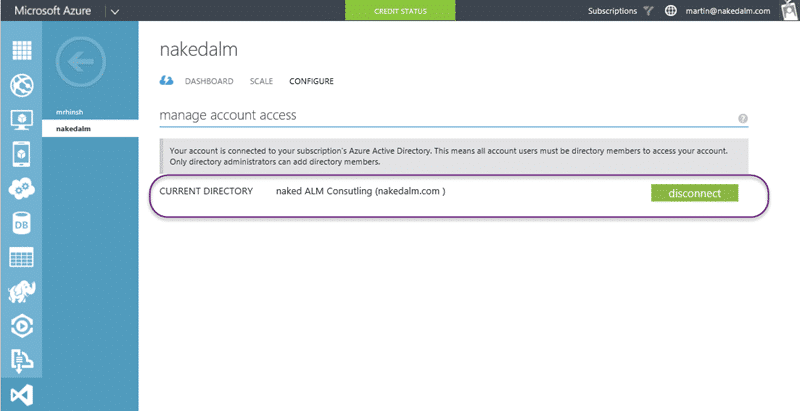 Microsoft Azure CREDIT STATUS Subscriptions martin@nakedalm.com
nakedalm
DASHBOARD SCALE CONFIGURE
mrhinsh
nakedalm
manage account access ?
Your account is connected to your subscription's Azure Active Directory. This means all account users must be directory members to access your account.
Only directory administrators can add directory members.
CURRENT DIRECTORY naked ALM Consutling (nakedalm.com ) disconnect
DB